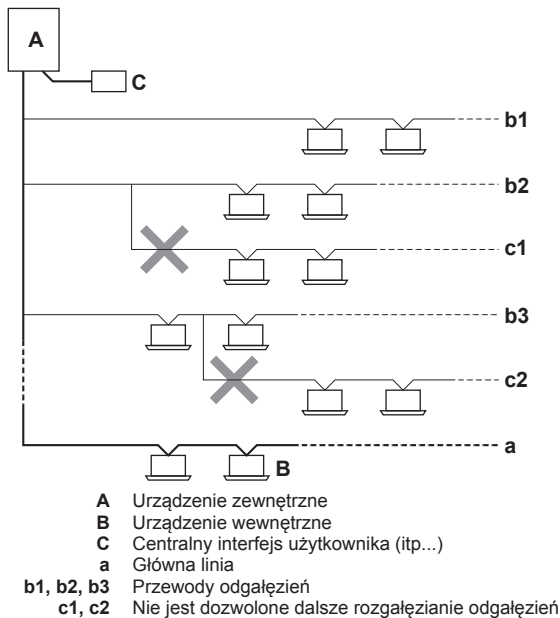 A
C
b1
b2
c1
b3
c2
a
B
A Urządzenie zewnętrzne
B Urządzenie wewnętrzne
C Centralny interfejs użytkownika (itp...)
a Główna linia
b1, b2, b3 Przewody odgałęzień
c1, c2 Nie jest dozwolone dalsze rozgałęzianie odgałęzień